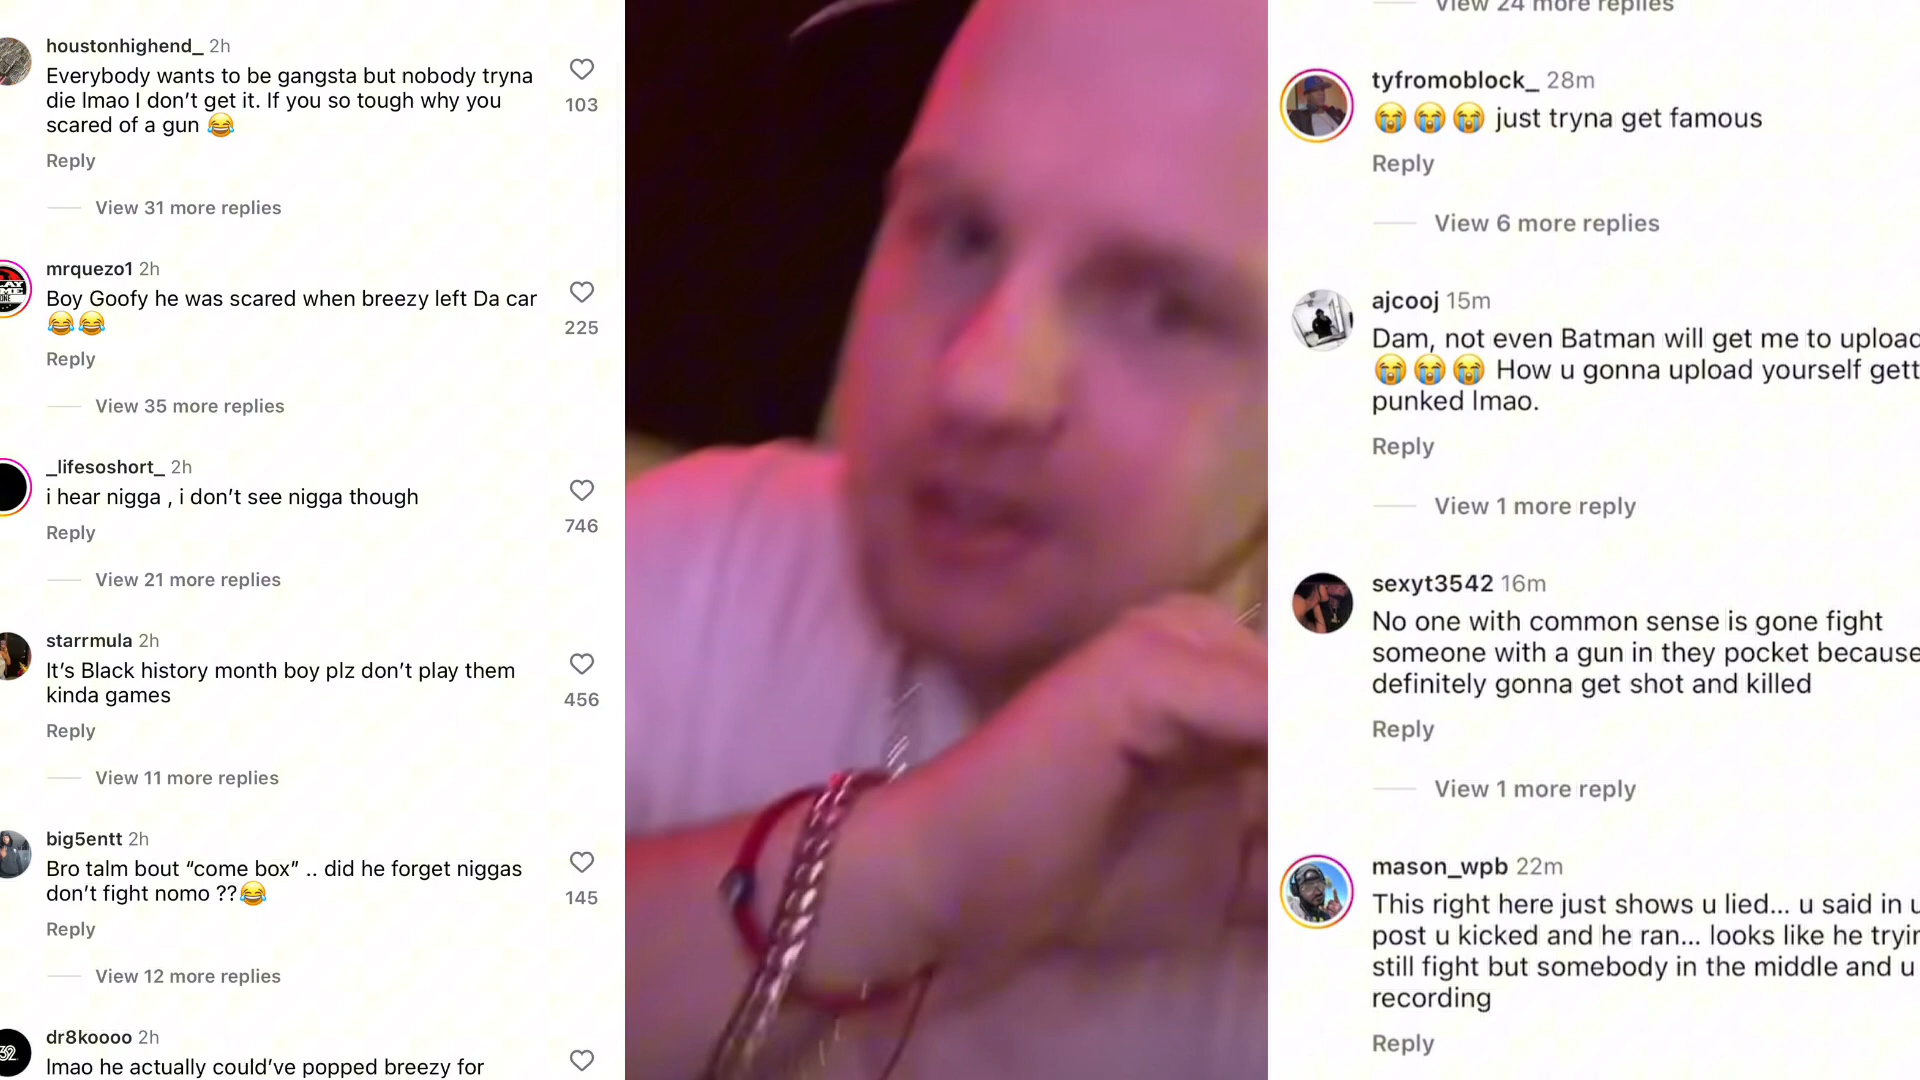 houstonhighend_ 2h
Everybody wants to be gangsta but nobody tryna
die lmao I don’t get it. If you so tough why you
scared of a gun 😂
103
Reply
View 31 more replies
mrquezo1 2h
Boy Goofy he was scared when breezy left Da car
😂😂
225
Reply
View 35 more replies
_lifesoshort_ 2h
i hear nigga , i don’t see nigga though
746
Reply
View 21 more replies
starrmula 2h
It’s Black history month boy plz don’t play them
kinda games
456
Reply
View 11 more replies
big5entt 2h
Bro talm bout “come box” .. did he forget niggas
don’t fight nomo ??😂
145
Reply
View 12 more replies
dr8koooo 2h
lmao he actually could’ve popped breezy for
32
View 24 more replies
tyfromoblock_ 28m
😭😭😭 just tryna get famous
Reply
View 6 more replies
ajcooj 15m
Dam, not even Batman will get me to upload
😭😭😭 How u gonna upload yourself gett
punked lmao.
Reply
View 1 more reply
sexyt3542 16m
No one with common sense is gone fight
someone with a gun in they pocket because
definitely gonna get shot and killed
Reply
View 1 more reply
mason_wpb 22m
This right here just shows u lied... u said in u
post u kicked and he ran... looks like he tryin
still fight but somebody in the middle and u
recording
Reply